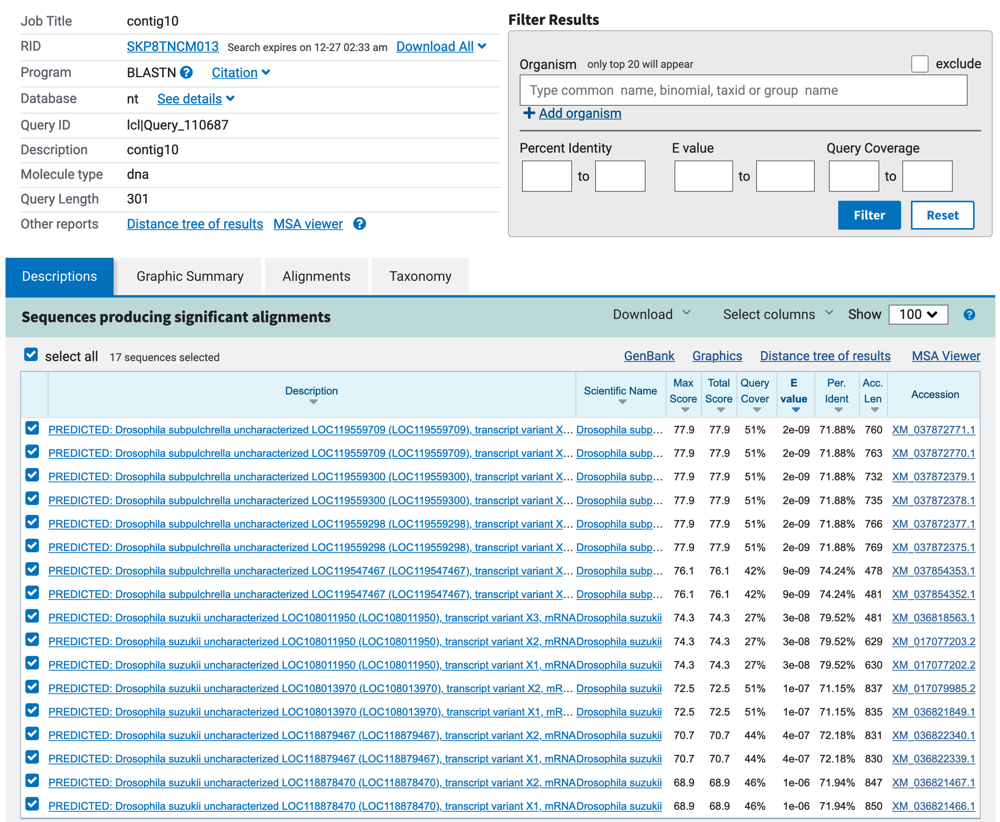 Job Title contig10
RID SKP8TNCM013 Search expires on 12-27 02:33 am Download All
Program BLASTN ? Citation
Database nt See details
Query ID lcl|Query_110687
Description contig10
Molecule type dna
Query Length 301
Other reports Distance tree of results MSA viewer ?
Filter Results
Organism only top 20 will appear exclude
Type common name, binomial, taxid or group name
+ Add organism
Percent Identity E value Query Coverage
to to to
Filter Reset
Descriptions Graphic Summary Alignments Taxonomy
Sequences producing significant alignments Download Select columns Show 100 ?
select all 17 sequences selected GenBank Graphics Distance tree of results MSA Viewer
Description Scientific Name Max Score Total Score Query Cover E value Per. Ident Acc. Len Accession
PREDICTED: Drosophila subpulchrella uncharacterized LOC119559709 (LOC119559709), transcript variant X... Drosophila subp... 77.9 77.9 51% 2e-09 71.88% 760 XM_037872771.1
PREDICTED: Drosophila subpulchrella uncharacterized LOC119559709 (LOC119559709), transcript variant X... Drosophila subp... 77.9 77.9 51% 2e-09 71.88% 763 XM_037872770.1
PREDICTED: Drosophila subpulchrella uncharacterized LOC119559300 (LOC119559300), transcript variant X... Drosophila subp... 77.9 77.9 51% 2e-09 71.88% 732 XM_037872379.1
PREDICTED: Drosophila subpulchrella uncharacterized LOC119559300 (LOC119559300), transcript variant X... Drosophila subp... 77.9 77.9 51% 2e-09 71.88% 735 XM_037872378.1
PREDICTED: Drosophila subpulchrella uncharacterized LOC119559298 (LOC119559298), transcript variant X... Drosophila subp... 77.9 77.9 51% 2e-09 71.88% 766 XM_037872377.1
PREDICTED: Drosophila subpulchrella uncharacterized LOC119559298 (LOC119559298), transcript variant X... Drosophila subp... 77.9 77.9 51% 2e-09 71.88% 769 XM_037872375.1
PREDICTED: Drosophila subpulchrella uncharacterized LOC119547467 (LOC119547467), transcript variant X... Drosophila subp... 76.1 76.1 42% 9e-09 74.24% 478 XM_037854353.1
PREDICTED: Drosophila subpulchrella uncharacterized LOC119547467 (LOC119547467), transcript variant X... Drosophila subp... 76.1 76.1 42% 9e-09 74.24% 481 XM_037854352.1
PREDICTED: Drosophila suzukii uncharacterized LOC108011950 (LOC108011950), transcript variant X3, mRNA Drosophila suzukii 74.3 74.3 27% 3e-08 79.52% 481 XM_036818563.1
PREDICTED: Drosophila suzukii uncharacterized LOC108011950 (LOC108011950), transcript variant X2, mRNA Drosophila suzukii 74.3 74.3 27% 3e-08 79.52% 629 XM_017077203.2
PREDICTED: Drosophila suzukii uncharacterized LOC108011950 (LOC108011950), transcript variant X1, mRNA Drosophila suzukii 74.3 74.3 27% 3e-08 79.52% 630 XM_017077202.2
PREDICTED: Drosophila suzukii uncharacterized LOC108013970 (LOC108013970), transcript variant X2, mR... Drosophila suzukii 72.5 72.5 51% 1e-07 71.15% 837 XM_017079985.2
PREDICTED: Drosophila suzukii uncharacterized LOC108013970 (LOC108013970), transcript variant X1, mR... Drosophila suzukii 72.5 72.5 51% 1e-07 71.15% 835 XM_036821849.1
PREDICTED: Drosophila suzukii uncharacterized LOC118879467 (LOC118879467), transcript variant X2, mRNA Drosophila suzukii 70.7 70.7 44% 4e-07 72.18% 831 XM_036822340.1
PREDICTED: Drosophila suzukii uncharacterized LOC118879467 (LOC118879467), transcript variant X1, mRNA Drosophila suzukii 70.7 70.7 44% 4e-07 72.18% 830 XM_036822339.1
PREDICTED: Drosophila suzukii uncharacterized LOC118878470 (LOC118878470), transcript variant X2, mRNA Drosophila suzukii 68.9 68.9 46% 1e-06 71.94% 847 XM_036821467.1
PREDICTED: Drosophila suzukii uncharacterized LOC118878470 (LOC118878470), transcript variant X1, mRNA Drosophila suzukii 68.9 68.9 46% 1e-06 71.94% 850 XM_036821466.1